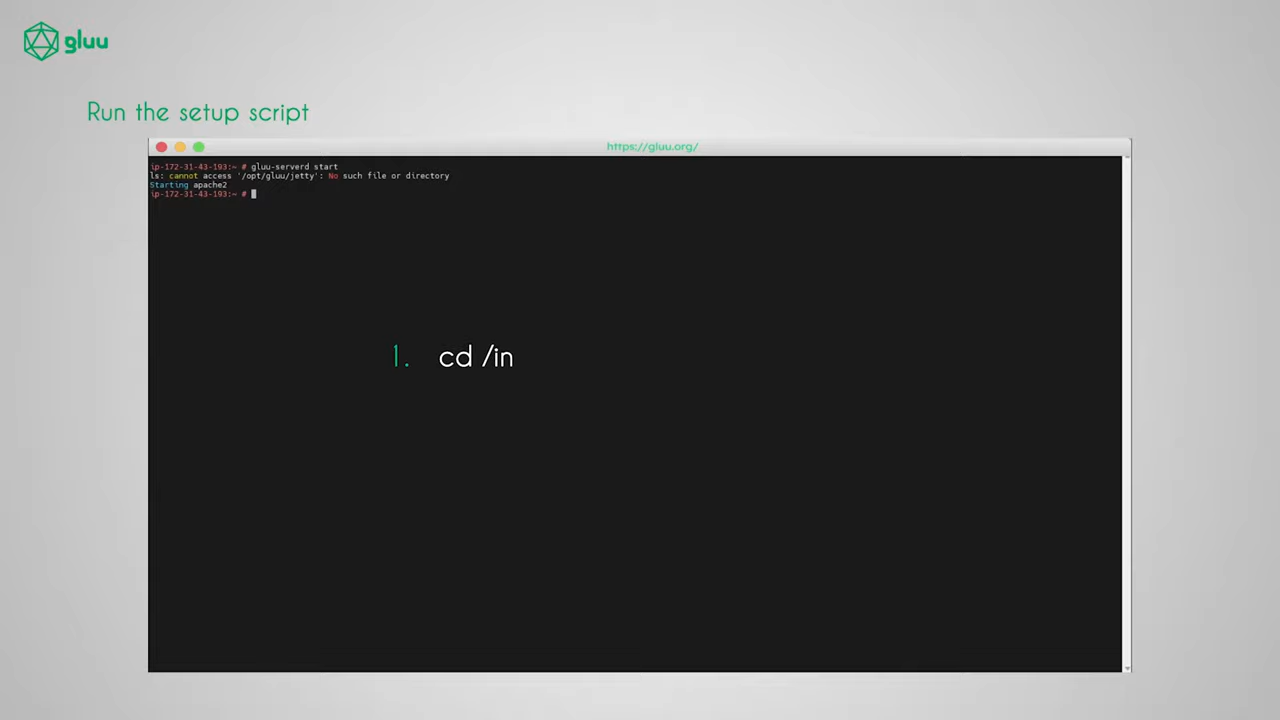 gluu
Run the setup script
https://gluu.org/
ip-172-31-43-193:~ # gluu-serverd start
ls: cannot access '/opt/gluu/jetty': No such file or directory
Starting apache2
ip-172-31-43-193:~ #
1. cd /in